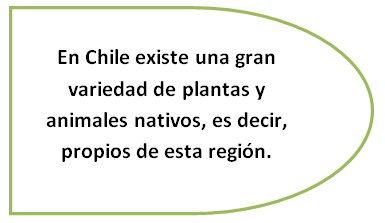 En Chile existe una gran
variedad de plantas y
animales nativos, es decir,
propios de esta región.